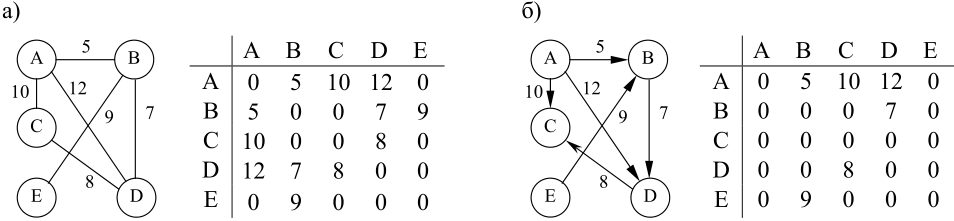 а) б)
A 5 B
10 12
C 9 7
E 8 D
A B C D E
A 0 5 10 12 0
B 5 0 0 7 9
C 10 0 0 8 0
D 12 7 8 0 0
E 0 9 0 0 0
A 5 B
10 12
C 9 7
E 8 D
A B C D E
A 0 5 10 12 0
B 0 0 0 7 0
C 0 0 0 0 0
D 0 0 8 0 0
E 0 9 0 0 0